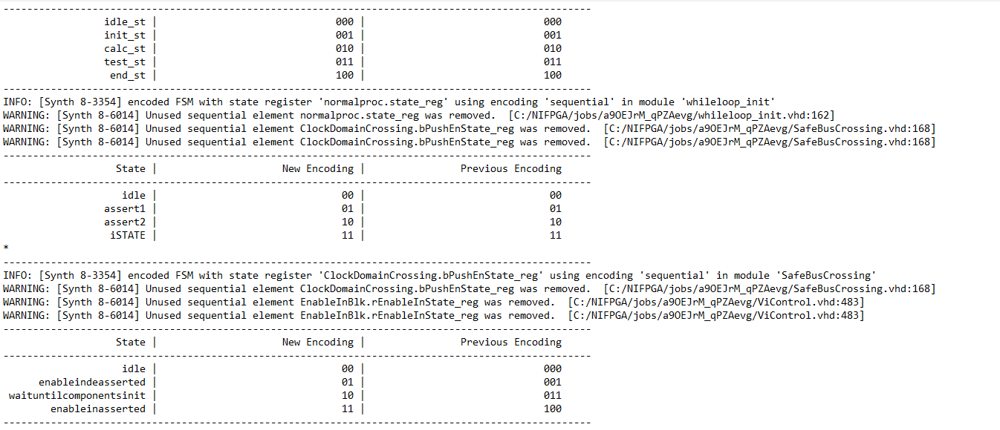 --------------------------------------------------------------------------------------------------
idle_st | 000 | 000
init_st | 001 | 001
calc_st | 010 | 010
test_st | 011 | 011
end_st | 100 | 100
--------------------------------------------------------------------------------------------------
INFO: [Synth 8-3354] encoded FSM with state register 'normalproc.state_reg' using encoding 'sequential' in module 'whileloop_init'
WARNING: [Synth 8-6014] Unused sequential element normalproc.state_reg was removed.  [C:/NIFPGA/jobs/a9OEJrM_qPZAevg/whileloop_init.vhd:162]
WARNING: [Synth 8-6014] Unused sequential element ClockDomainCrossing.bPushEnState_reg was removed.  [C:/NIFPGA/jobs/a9OEJrM_qPZAevg/SafeBusCrossing.vhd:168]
WARNING: [Synth 8-6014] Unused sequential element ClockDomainCrossing.bPushEnState_reg was removed.  [C:/NIFPGA/jobs/a9OEJrM_qPZAevg/SafeBusCrossing.vhd:168]
--------------------------------------------------------------------------------------------------
State | New Encoding | Previous Encoding
--------------------------------------------------------------------------------------------------
idle | 00 | 00
assert1 | 01 | 01
assert2 | 10 | 10
iSTATE | 11 | 11
*
--------------------------------------------------------------------------------------------------
INFO: [Synth 8-3354] encoded FSM with state register 'ClockDomainCrossing.bPushEnState_reg' using encoding 'sequential' in module 'SafeBusCrossing'
WARNING: [Synth 8-6014] Unused sequential element ClockDomainCrossing.bPushEnState_reg was removed.  [C:/NIFPGA/jobs/a9OEJrM_qPZAevg/SafeBusCrossing.vhd:168]
WARNING: [Synth 8-6014] Unused sequential element EnableInBlk.rEnableInState_reg was removed.  [C:/NIFPGA/jobs/a9OEJrM_qPZAevg/ViControl.vhd:483]
WARNING: [Synth 8-6014] Unused sequential element EnableInBlk.rEnableInState_reg was removed.  [C:/NIFPGA/jobs/a9OEJrM_qPZAevg/ViControl.vhd:483]
--------------------------------------------------------------------------------------------------
State | New Encoding | Previous Encoding
--------------------------------------------------------------------------------------------------
idle | 00 | 000
enableindeasserted | 01 | 001
waituntilcomponentsinit | 10 | 011
enableinasserted | 11 | 100
--------------------------------------------------------------------------------------------------